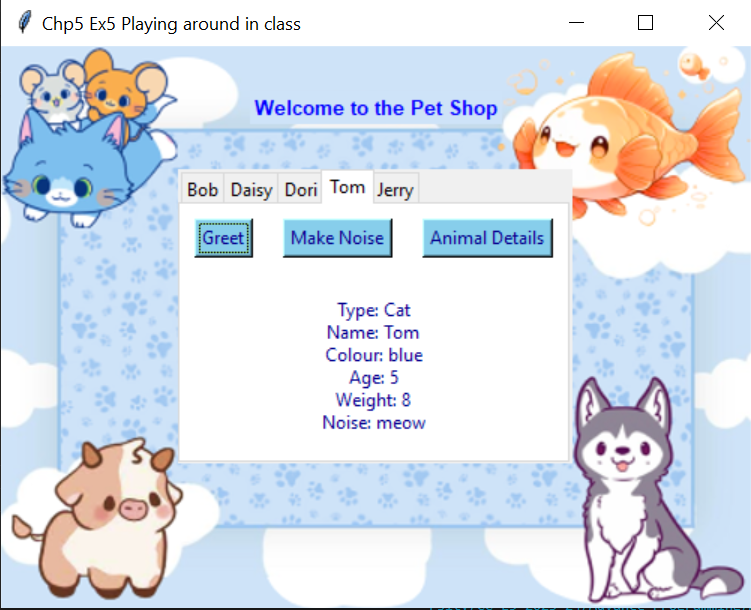 Chp5 Ex5 Playing around in class
Welcome to the Pet Shop
Bob Daisy Dori Tom Jerry
Greet Make Noise Animal Details
Type: Cat
Name: Tom
Colour: blue
Age: 5
Weight: 8
Noise: meow